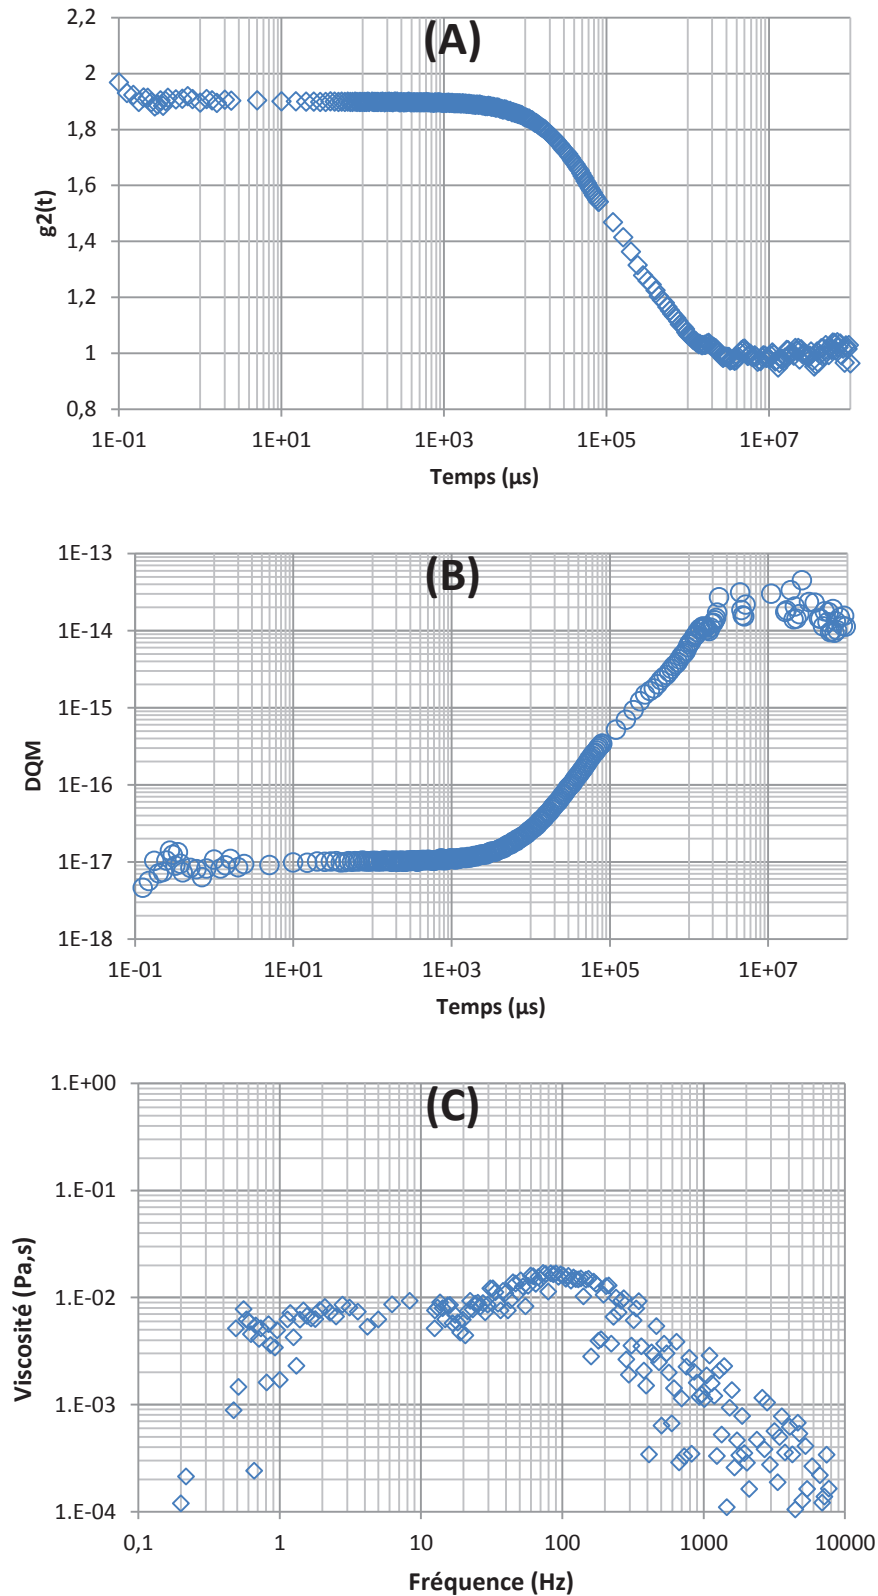 (A)
2,2
2
1,8
1,6
1,4
1,2
1
0,8
g2(t)
1E-01 1E+01 1E+03 1E+05 1E+07
Temps (µs)
(B)
1E-13
1E-14
1E-15
1E-16
1E-17
1E-18
DQM
1E-01 1E+01 1E+03 1E+05 1E+07
Temps (µs)
(C)
1.E+00
1.E-01
1.E-02
1.E-03
1.E-04
Viscosité (Pa,s)
0,1 1 10 100 1000 10000
Fréquence (Hz)